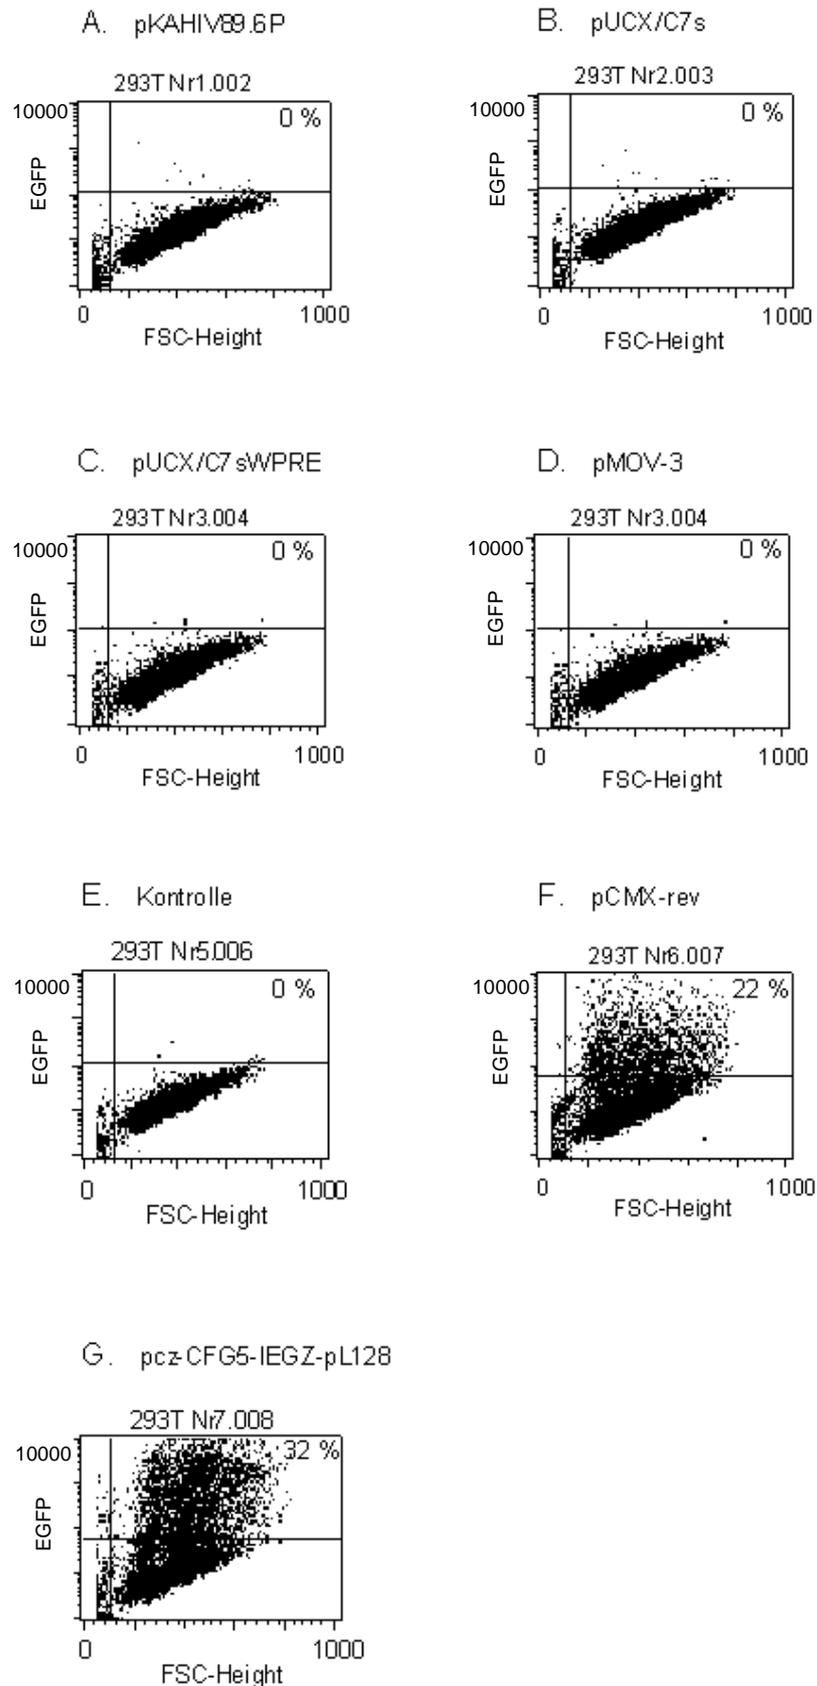 A. pKAHIV89.6P
293T Nr1.002
10000
0 %
EGFP
0 1000
FSC-Height
B. pUCX/C7s
293T Nr2.003
10000
0 %
EGFP
0 1000
FSC-Height
C. pUCX/C7sWPRE
293T Nr3.004
10000
0 %
EGFP
0 1000
FSC-Height
D. pMOV-3
293T Nr3.004
10000
0 %
EGFP
0 1000
FSC-Height
E. Kontrolle
293T Nr5.006
10000
0 %
EGFP
0 1000
FSC-Height
F. pCMX-rev
293T Nr6.007
10000
22 %
EGFP
0 1000
FSC-Height
G. pcz-CFG5-IEGZ-pL128
293T Nr7.008
10000
32 %
EGFP
0 1000
FSC-Height